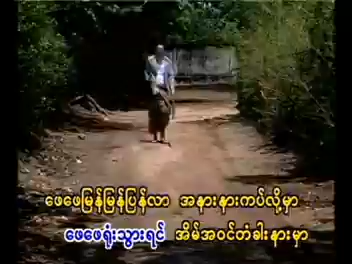 ဖေဖေမြန်မြန်ပြန်လာ အနားနားကပ်လို့မှာ
ဖေဖေရုံးသွားရင် အိမ်အဝင်တံခါးနားမှာ